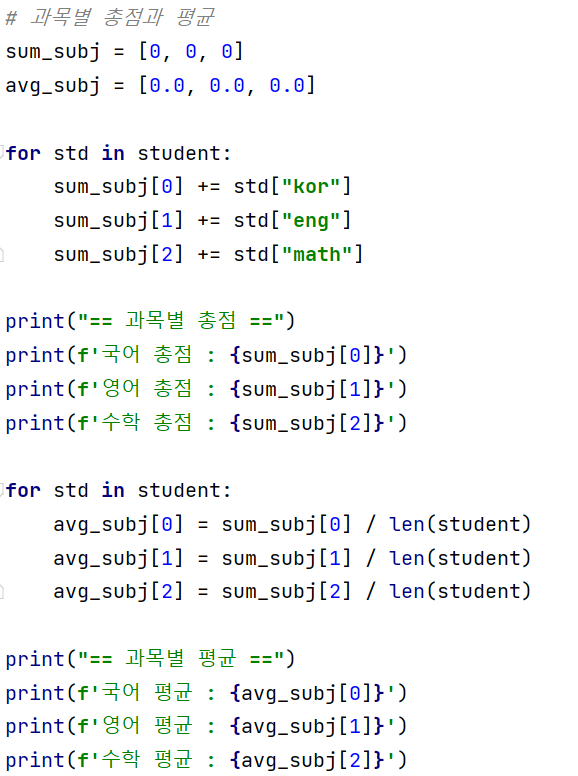 # 과목별 총점과 평균
sum_subj = [0, 0, 0]
avg_subj = [0.0, 0.0, 0.0]
for std in student:
    sum_subj[0] += std["kor"]
    sum_subj[1] += std["eng"]
    sum_subj[2] += std["math"]
print("== 과목별 총점 ==")
print(f'국어 총점 : {sum_subj[0]}')
print(f'영어 총점 : {sum_subj[1]}')
print(f'수학 총점 : {sum_subj[2]}')
for std in student:
    avg_subj[0] = sum_subj[0] / len(student)
    avg_subj[1] = sum_subj[1] / len(student)
    avg_subj[2] = sum_subj[2] / len(student)
print("== 과목별 평균 ==")
print(f'국어 평균 : {avg_subj[0]}')
print(f'영어 평균 : {avg_subj[1]}')
print(f'수학 평균 : {avg_subj[2]}')